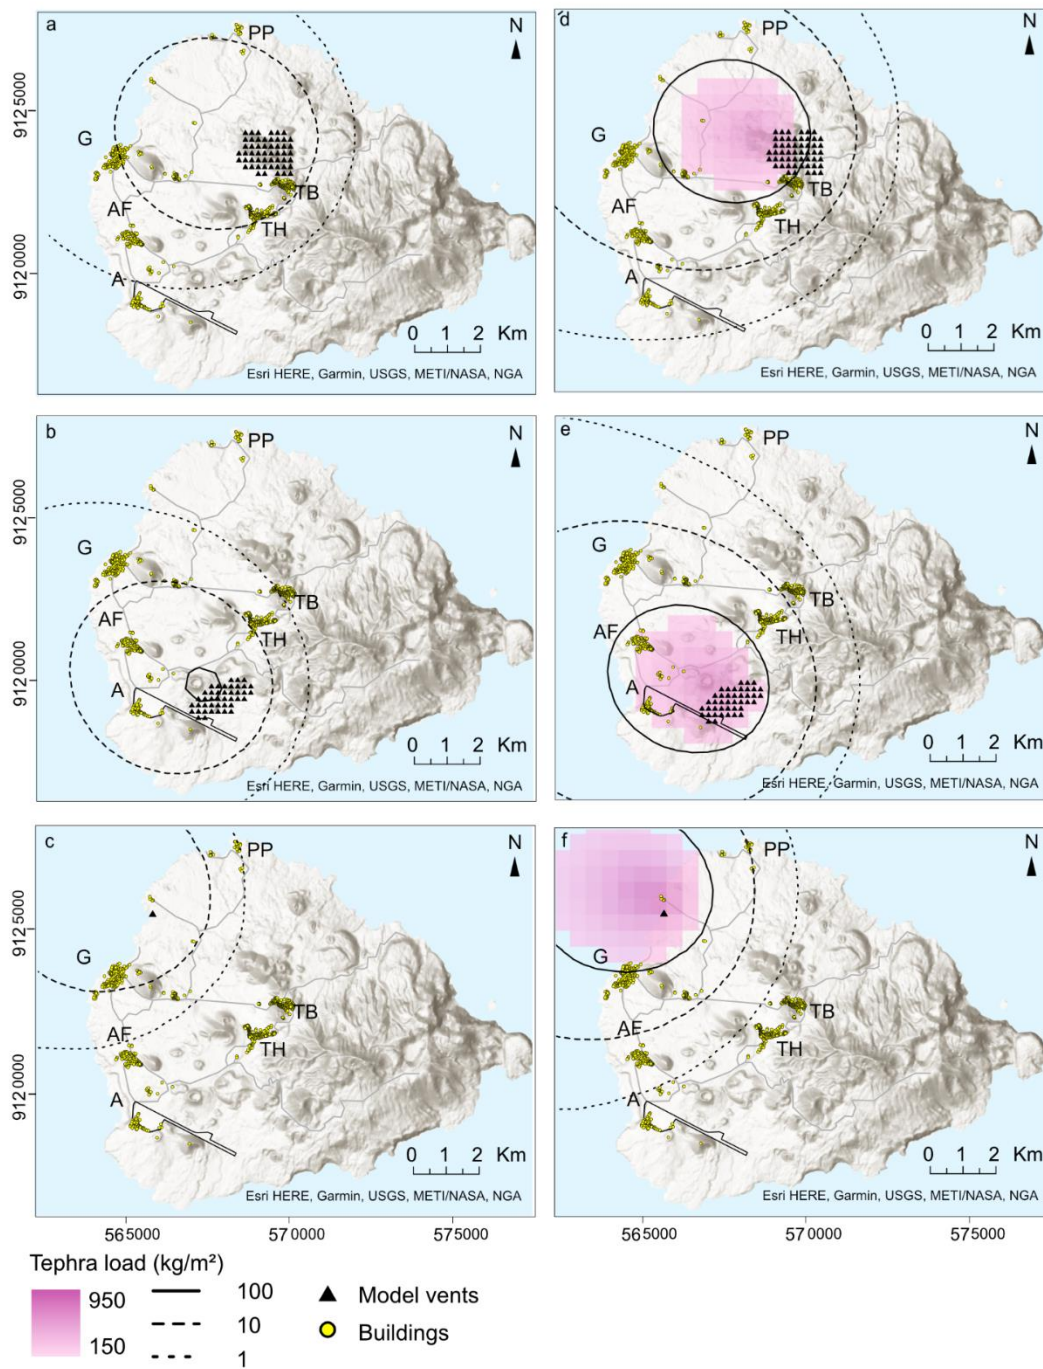 a
PP
N
G
TB
AF
TH
A
0 1 2 Km
Esri HERE, Garmin, USGS, METI/NASA, NGA
9125000
9120000
d
PP
N
G
TB
AF
TH
A
0 1 2 Km
Esri HERE, Garmin, USGS, METI/NASA, NGA
b
PP
N
G
TB
AF
TH
A
0 1 2 Km
Esri HERE, Garmin, USGS, METI/NASA, NGA
9125000
9120000
e
PP
N
G
TB
AF
TH
A
0 1 2 Km
Esri HERE, Garmin, USGS, METI/NASA, NGA
c
PP
N
G
TB
AF
TH
A
0 1 2 Km
Esri HERE, Garmin, USGS, METI/NASA, NGA
9125000
9120000
565000 570000 575000
f
PP
N
G
TB
AF
TH
A
0 1 2 Km
Esri HERE, Garmin, USGS, METI/NASA, NGA
565000 570000 575000
Tephra load (kg/m²)
950
150
100
10
1
Model vents
Buildings